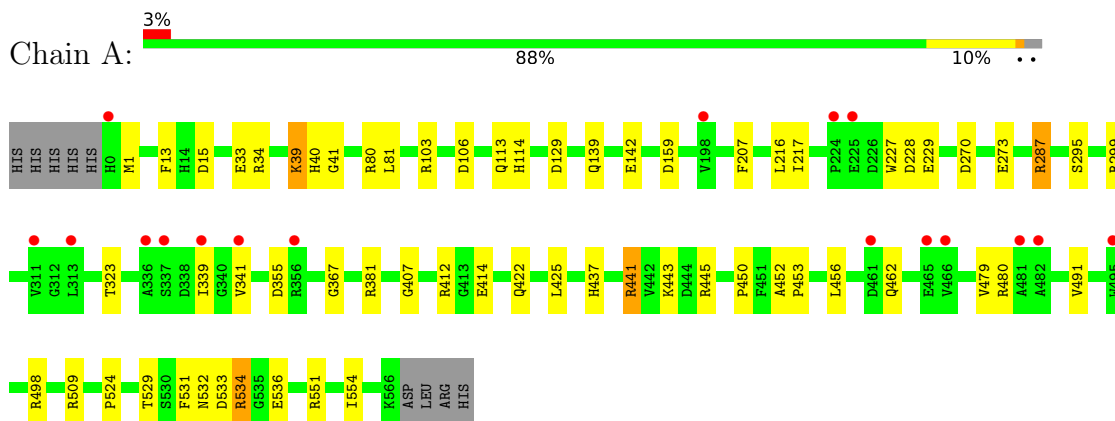 3%
Chain A:
88% 10% • •
HIS HIS HIS HIS HIS H0 M1 F13 H14 D15 E33 R34 K39 H40 G41 R80 L81 R103 D106 Q113 H114 D129 Q139 E142 D159 V198 F207 L216 I217 P224 E225 D226 W227 D228 E229 D270 E273 R287 S295
V311 G312 L313 T323 A336 S337 D338 I339 G340 V341 D355 R356 G367 R381 G407 R412 G413 E414 Q422 L425 H437 R441 V442 K443 D444 R445 P450 F451 A452 P453 L456 D461 Q462 E465 V466 V479 R480 A481 A482 V491 W495
R498 R509 P524 T529 S530 F531 N532 D533 R534 G535 E536 R551 I554 K566 ASP LEU ARG HIS